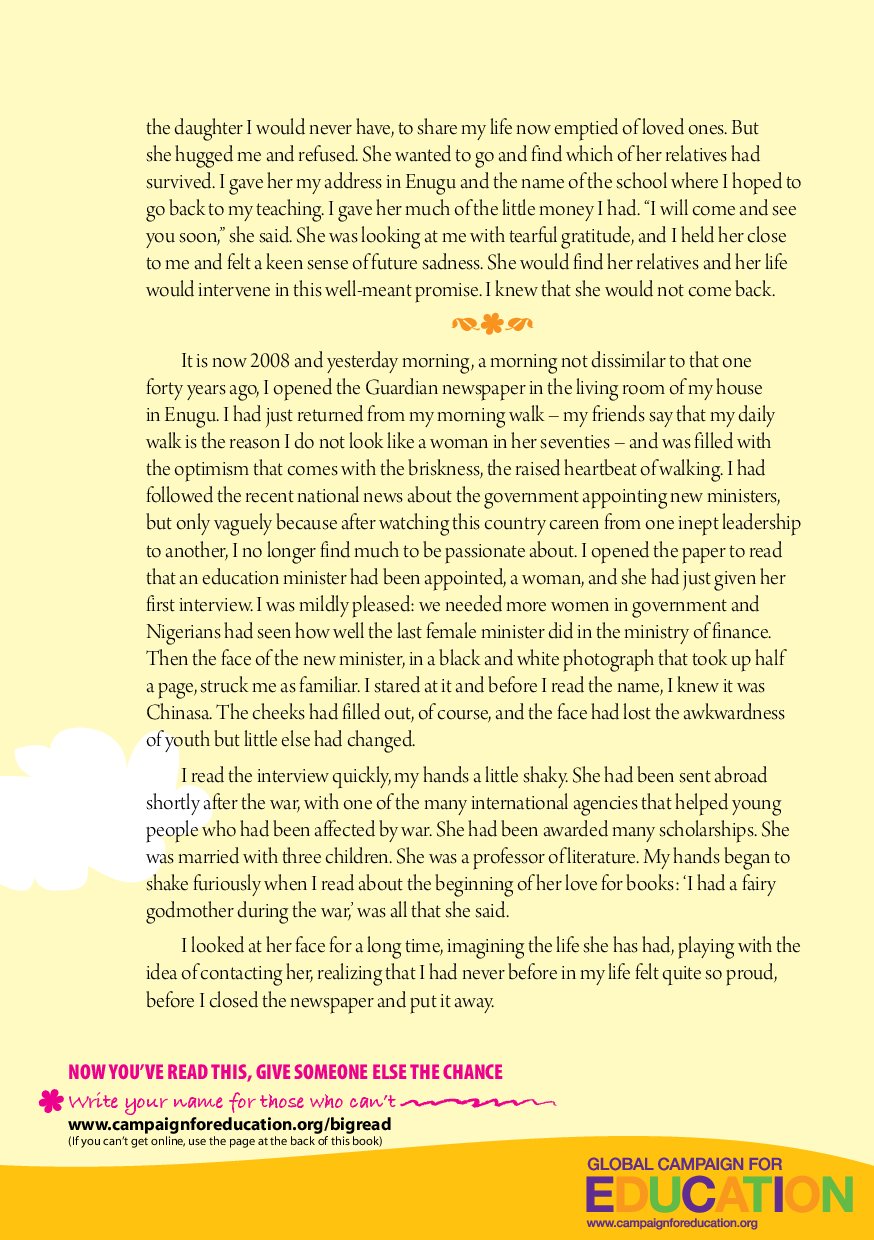 the daughter I would never have, to share my life now emptied of loved ones. But
she hugged me and refused. She wanted to go and find which of her relatives had
survived. I gave her my address in Enugu and the name of the school where I hoped to
go back to my teaching. I gave her much of the little money I had. “I will come and see
you soon,” she said. She was looking at me with tearful gratitude, and I held her close
to me and felt a keen sense of future sadness. She would find her relatives and her life
would intervene in this well-meant promise. I knew that she would not come back.
It is now 2008 and yesterday morning, a morning not dissimilar to that one
forty years ago, I opened the Guardian newspaper in the living room of my house
in Enugu. I had just returned from my morning walk – my friends say that my daily
walk is the reason I do not look like a woman in her seventies – and was filled with
the optimism that comes with the briskness, the raised heartbeat of walking. I had
followed the recent national news about the government appointing new ministers,
but only vaguely because after watching this country careen from one inept leadership
to another, I no longer find much to be passionate about. I opened the paper to read
that an education minister had been appointed, a woman, and she had just given her
first interview. I was mildly pleased: we needed more women in government and
Nigerians had seen how well the last female minister did in the ministry of finance.
Then the face of the new minister, in a black and white photograph that took up half
a page, struck me as familiar. I stared at it and before I read the name, I knew it was
Chinasa. The cheeks had filled out, of course, and the face had lost the awkwardness
of youth but little else had changed.
I read the interview quickly, my hands a little shaky. She had been sent abroad
shortly after the war, with one of the many international agencies that helped young
people who had been affected by war. She had been awarded many scholarships. She
was married with three children. She was a professor of literature. My hands began to
shake furiously when I read about the beginning of her love for books: ‘I had a fairy
godmother during the war,’ was all that she said.
I looked at her face for a long time, imagining the life she has had, playing with the
idea of contacting her, realizing that I had never before in my life felt quite so proud,
before I closed the newspaper and put it away.
NOW YOU’VE READ THIS, GIVE SOMEONE ELSE THE CHANCE
Write your name for those who can’t
www.campaignforeducation.org/bigread
(If you can’t get online, use the page at the back of this book)
GLOBAL CAMPAIGN FOR
EDUCATION
www.campaignforeducation.org